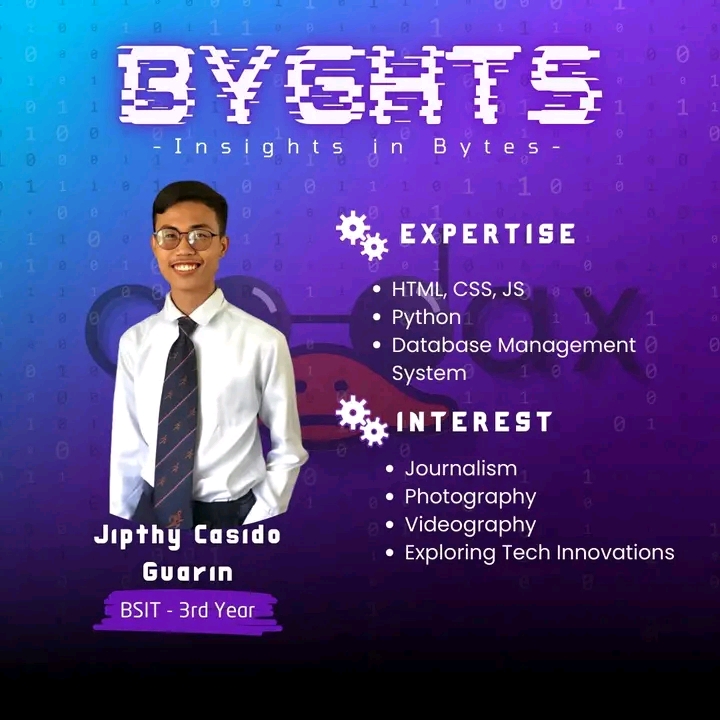 BYGHTS
-Insights in Bytes-
EXPERTISE
• HTML, CSS, JS
• Python
• Database Management
System
INTEREST
• Journalism
• Photography
• Videography
• Exploring Tech Innovations
Jipthy Casido
Guarin
BSIT - 3rd Year